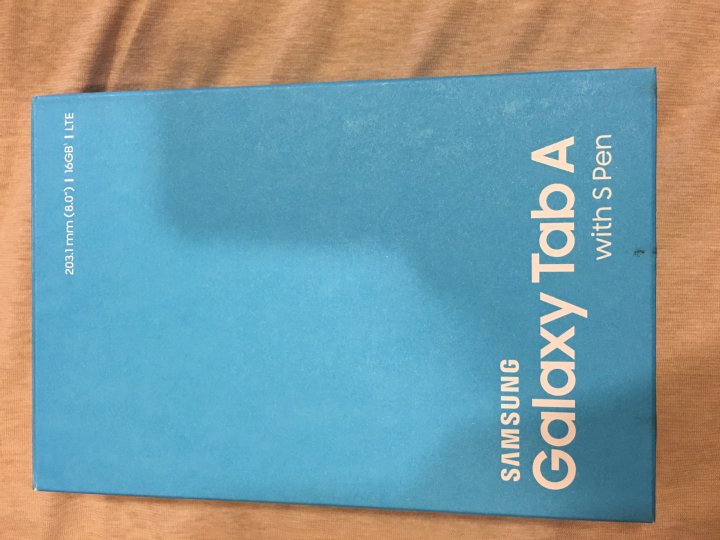 203.1 mm (8.0") | 16GB* | LTE
SAMSUNG
Galaxy Tab A
with S Pen